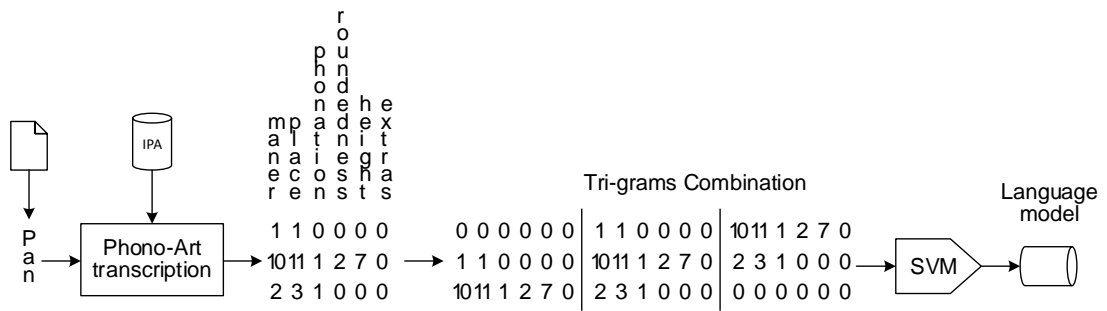 maner
place
phonation
roundedness
height
extras
IPA
Pan
Phono-Art
transcription
1 1 0 0 0 0
10 11 1 2 7 0
2 3 1 0 0 0
Tri-grams Combination
0 0 0 0 0 0 1 1 0 0 0 0 10 11 1 2 7 0
1 1 0 0 0 0 10 11 1 2 7 0 2 3 1 0 0 0
10 11 1 2 7 0 2 3 1 0 0 0 0 0 0 0 0 0
SVM
Language
model